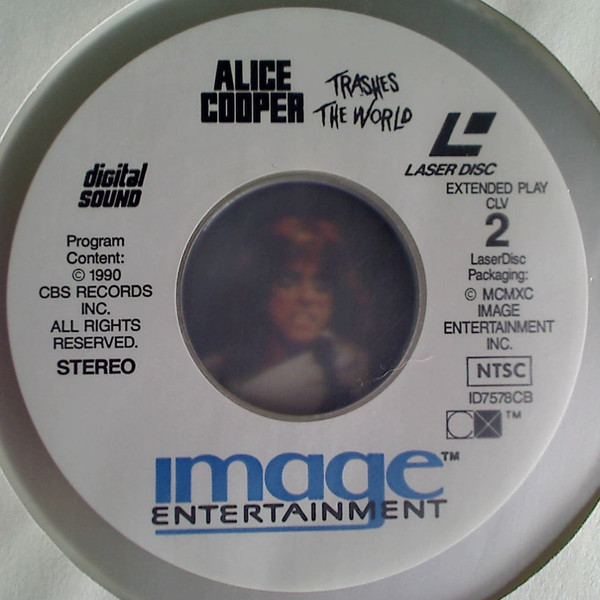 ALICE
COOPER
TRASHES
THE WORLD
LASER DISC
digital
SOUND
Program
Content:
© 1990
CBS RECORDS
INC.
ALL RIGHTS
RESERVED.
STEREO
EXTENDED PLAY
CLV
2
LaserDisc
Packaging:
© MCMXC
IMAGE
ENTERTAINMENT
INC.
NTSC
ID7578CB
CX™
image™
ENTERTAINMENT